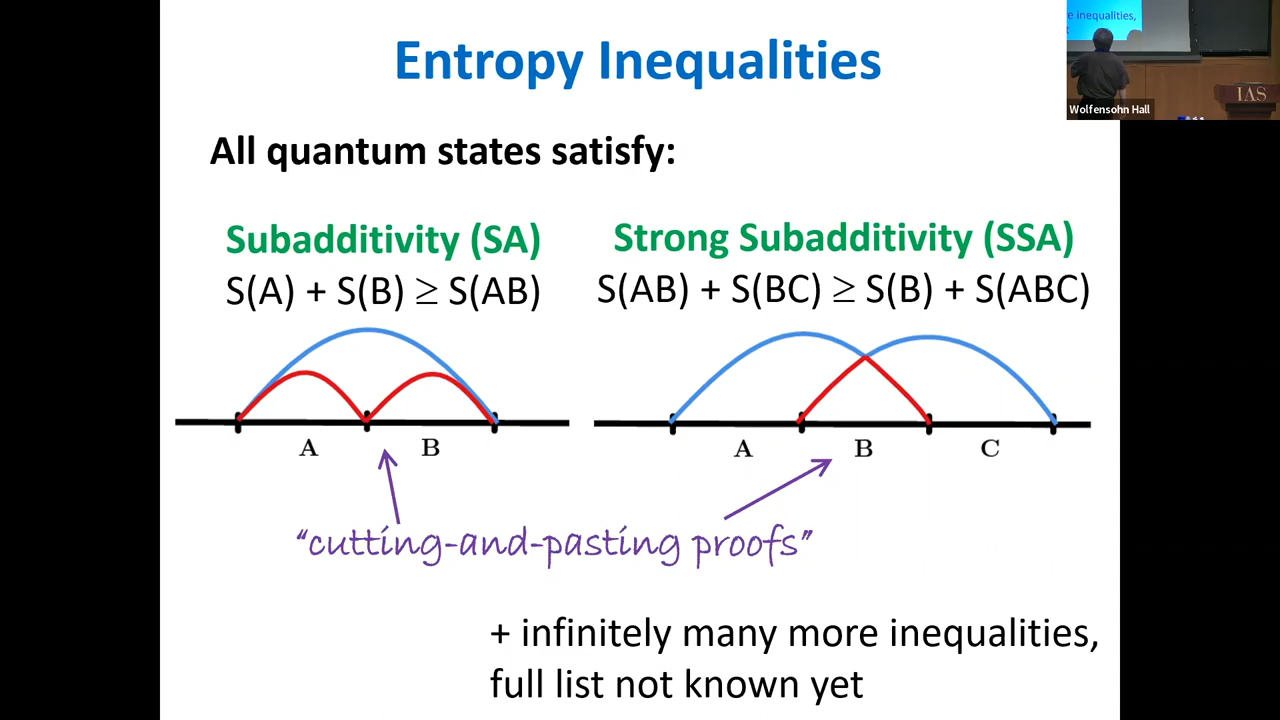 Entropy Inequalities
e inequalities,
t
Wolfensohn Hall
IAS
All quantum states satisfy:
Subadditivity (SA)
S(A) + S(B) ≥ S(AB)
A
B
Strong Subadditivity (SSA)
S(AB) + S(BC) ≥ S(B) + S(ABC)
A
B
C
“cutting-and-pasting proofs”
+ infinitely many more inequalities,
full list not known yet